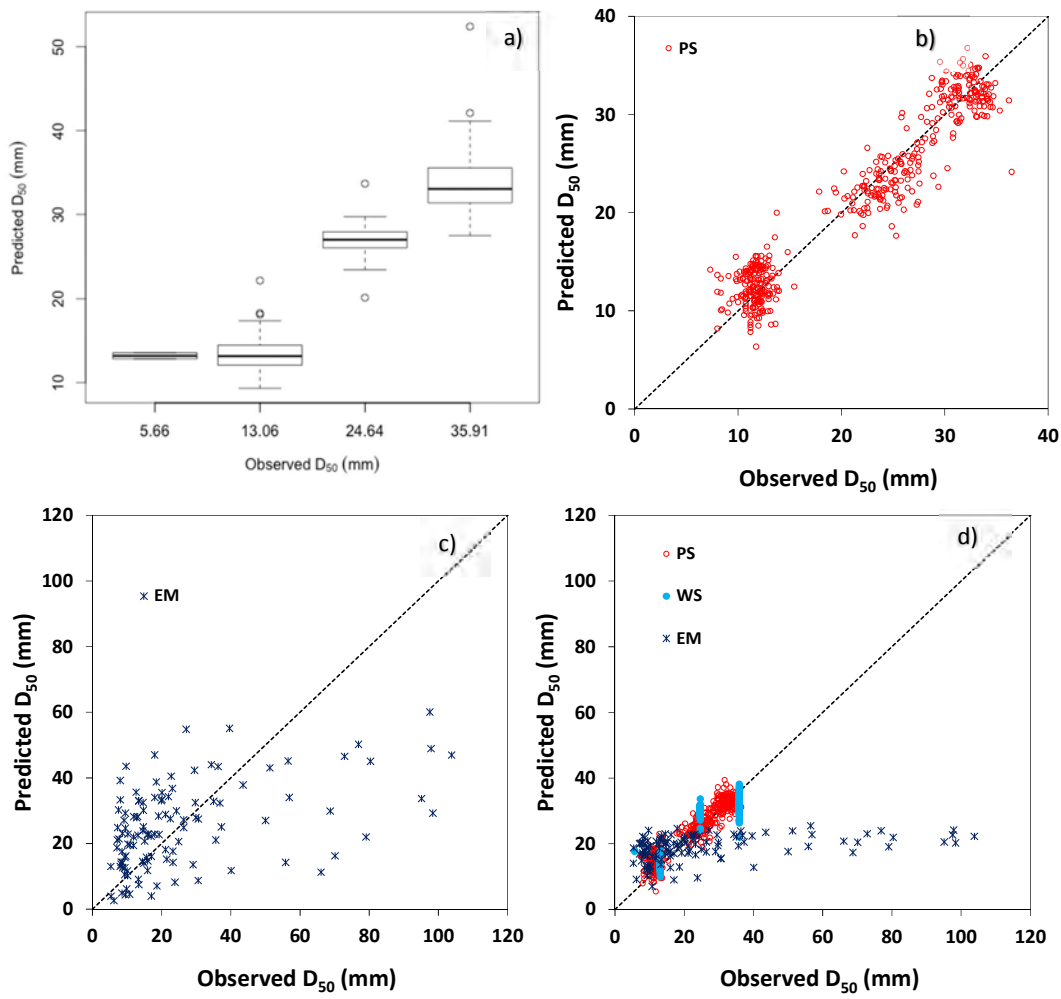 a)
Predicted D50 (mm)
50
40
30
20
10
5.66 13.06 24.64 35.91
Observed D50 (mm)
b)
PS
Predicted D50 (mm)
40
30
20
10
0
0 10 20 30 40
Observed D50 (mm)
c)
EM
Predicted D50 (mm)
120
100
80
60
40
20
0
0 20 40 60 80 100 120
Observed D50 (mm)
d)
PS
WS
EM
Predicted D50 (mm)
120
100
80
60
40
20
0
0 20 40 60 80 100 120
Observed D50 (mm)